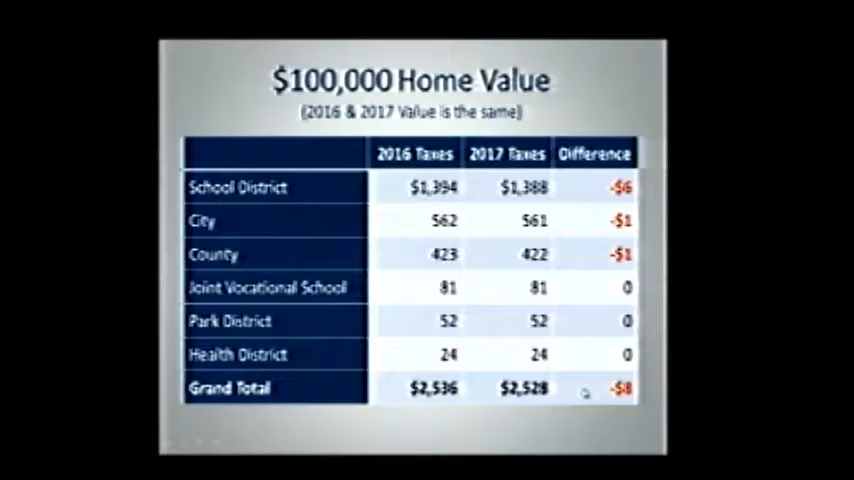 $100,000 Home Value
(2016 & 2017 Value is the same)
2016 Taxes 2017 Taxes Difference
School District $1,394 $1,388 -$6
City 562 561 -$1
County 423 422 -$1
Joint Vocational School 81 81 0
Park District 52 52 0
Health District 24 24 0
Grand Total $2,536 $2,528 -$8